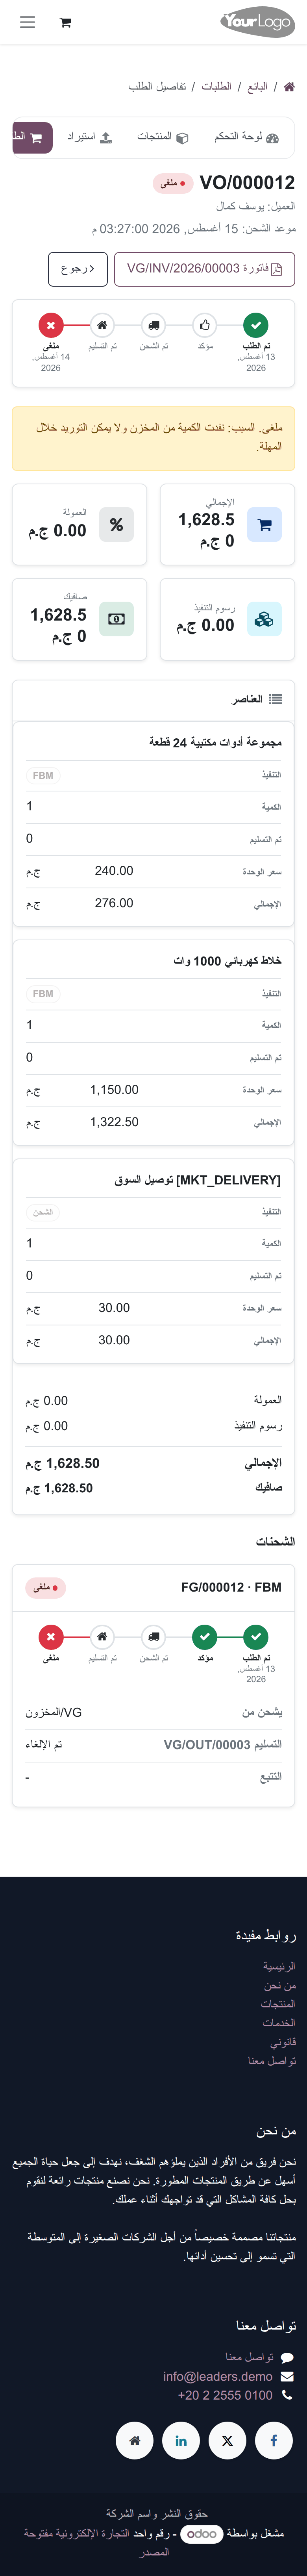 YourLogo
/ البائع / الطلبات / تفاصيل الطلب
لوحة التحكم المنتجات استيراد
VO/000012 ملغى
العميل: يوسف كمال
موعد الشحن: 15 أغسطس, 2026 03:27:00 م
فاتورة VG/INV/2026/00003 رجوع
تم الطلب مؤكد تم الشحن تم التسليم ملغى
13 أغسطس, 2026 14 أغسطس, 2026
ملغى. السبب: نفدت الكمية من المخزن ولا يمكن التوريد خلال
المهلة.
الإجمالي
1,628.5
0 ج.م
العمولة
0.00 ج.م
رسوم التنفيذ
0.00 ج.م
صافيك
1,628.5
0 ج.م
العناصر
مجموعة أدوات مكتبية 24 قطعة
التنفيذ FBM
الكمية 1
تم التسليم 0
سعر الوحدة 240.00 ج.م
الإجمالي 276.00 ج.م
خلاط كهربائي 1000 وات
التنفيذ FBM
الكمية 1
تم التسليم 0
سعر الوحدة 1,150.00 ج.م
الإجمالي 1,322.50 ج.م
[MKT_DELIVERY] توصيل السوق
التنفيذ الشحن
الكمية 1
تم التسليم 0
سعر الوحدة 30.00 ج.م
الإجمالي 30.00 ج.م
العمولة 0.00 ج.م
رسوم التنفيذ 0.00 ج.م
الإجمالي 1,628.50 ج.م
صافيك 1,628.50 ج.م
الشحنات
FG/000012 · FBM ملغى
تم الطلب مؤكد تم الشحن تم التسليم ملغى
13 أغسطس, 2026
يشحن من VG/المخزون
التسليم VG/OUT/00003 تم الإلغاء
التتبع -
روابط مفيدة
الرئيسية
من نحن
المنتجات
الخدمات
قانوني
تواصل معنا
من نحن
نحن فريق من الأفراد الذين يملؤهم الشغف، نهدف إلى جعل حياة الجميع
أسهل عن طريق المنتجات المطورة. نحن نصنع منتجات رائعة لنقوم
بحل كافة المشاكل التي قد تواجهك أثناء عملك.
منتجاتنا مصممة خصيصاً من أجل الشركات الصغيرة إلى المتوسطة
التي تسمو إلى تحسين أدائها.
تواصل معنا
تواصل معنا
info@leaders.demo
+20 2 2555 0100
حقوق النشر واسم الشركة
مشغل بواسطة odoo - رقم واحد التجارة الإلكترونية مفتوحة
المصدر